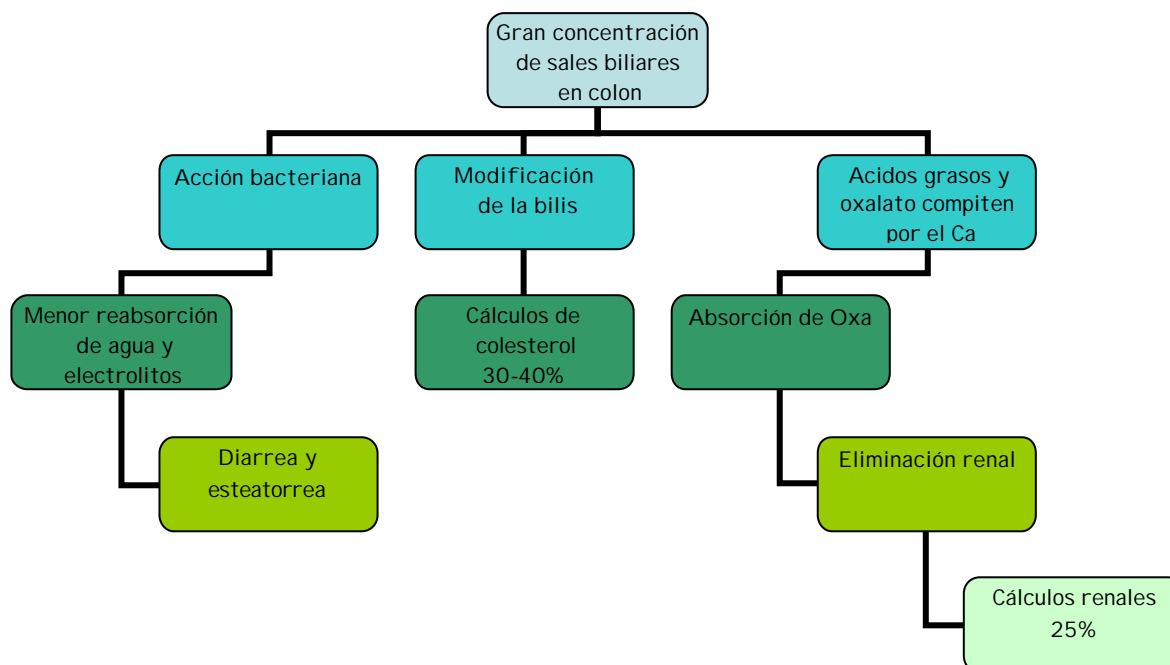 Gran concentración
de sales biliares
en colon
Acción bacteriana
Modificación
de la bilis
Acidos grasos y
oxalato compiten
por el Ca
Menor reabsorción
de agua y
electrolitos
Cálculos de
colesterol
30-40%
Absorción de Oxa
Diarrea y
esteatorrea
Eliminación renal
Cálculos renales
25%